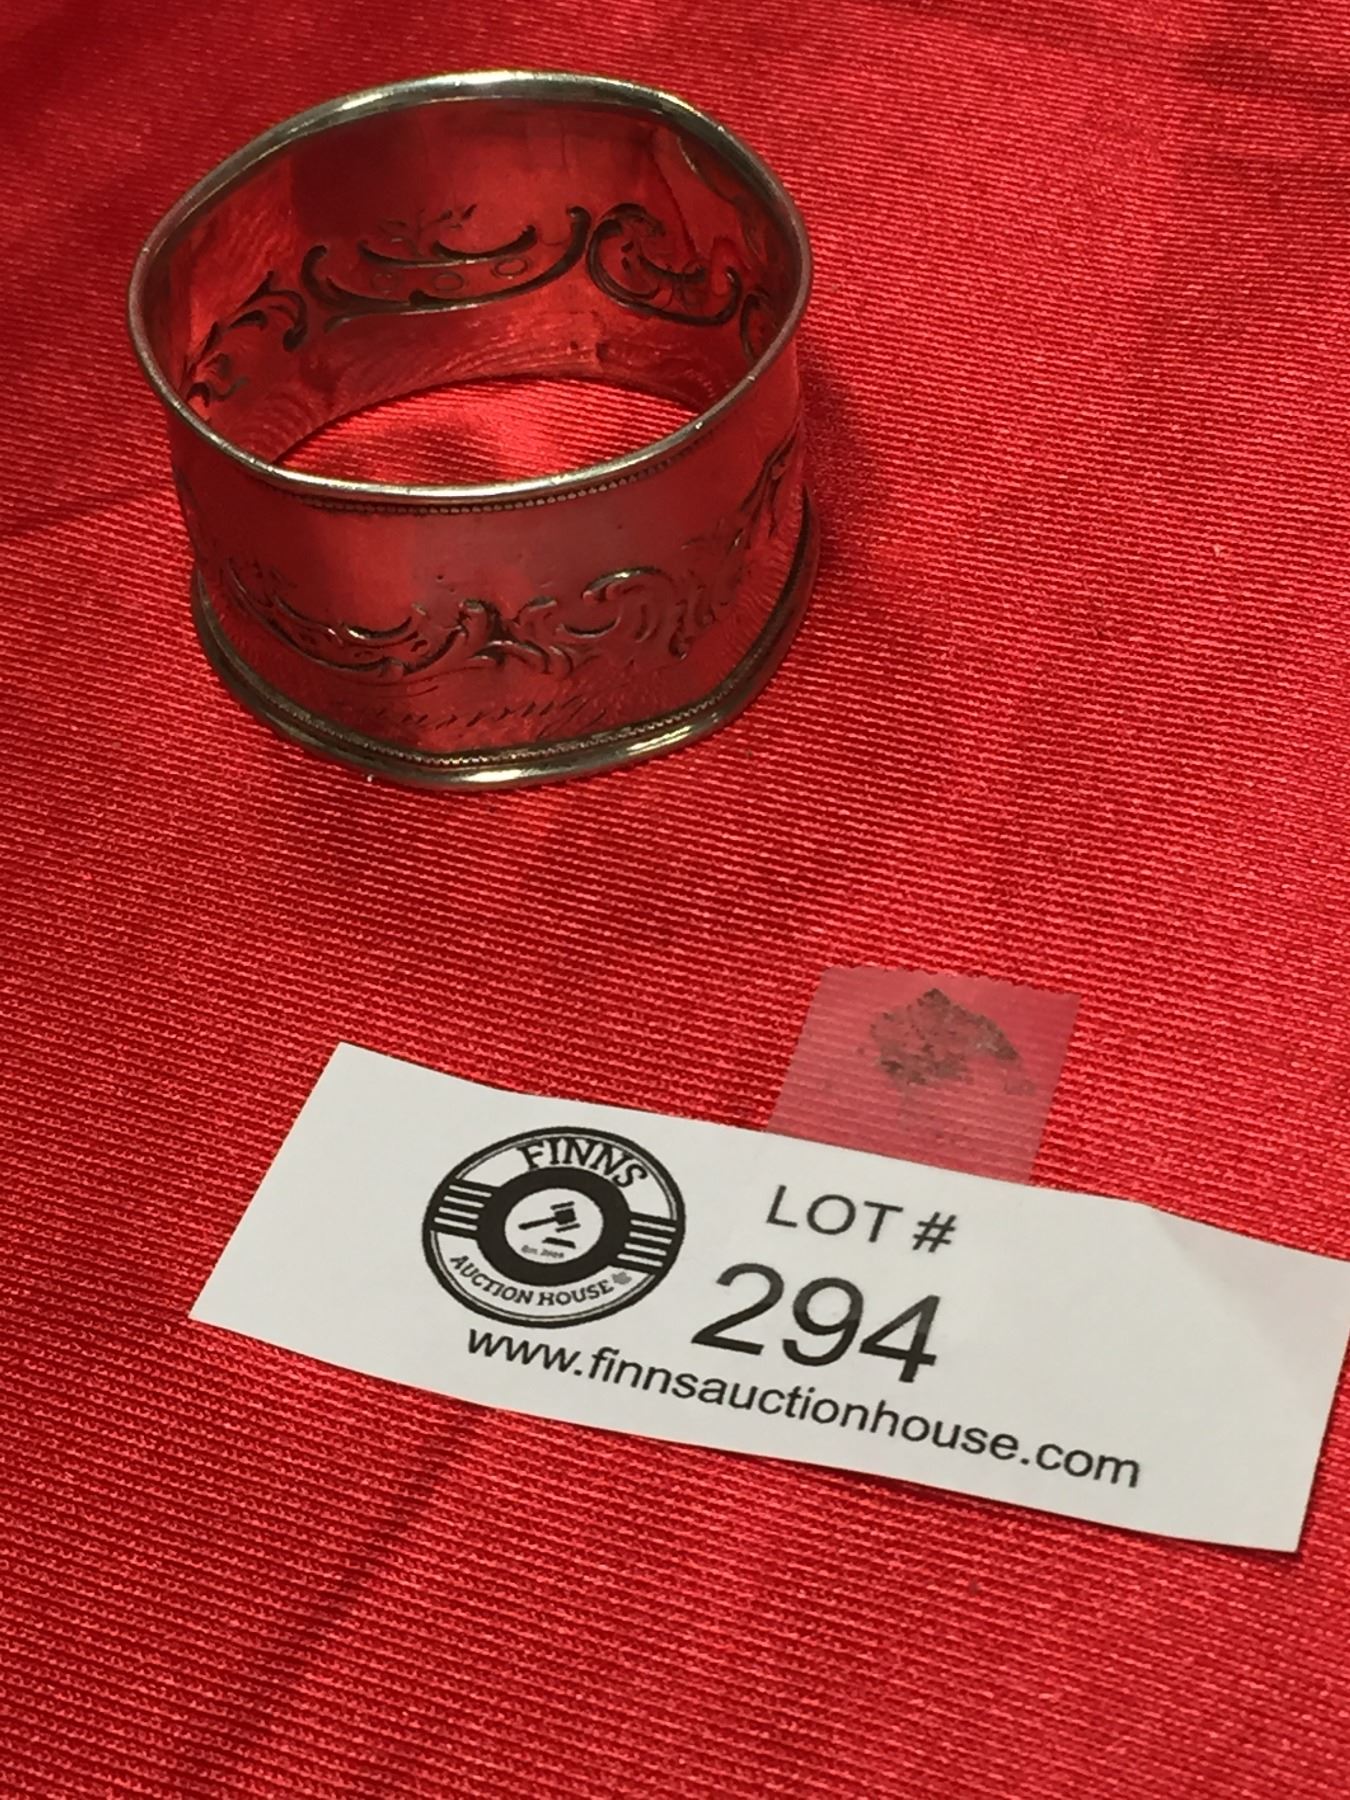 FINNS
AUCTION HOUSE
LOT #
294
www.finnsauctionhouse.com